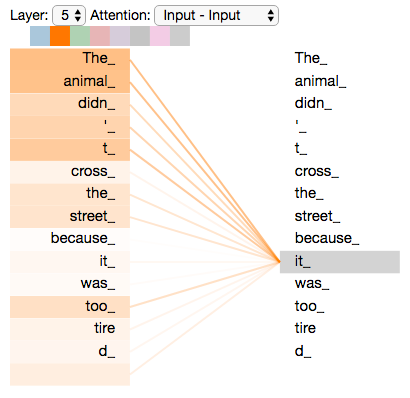 Layer: 5 Attention: Input - Input
The_ The_
animal_ animal_
didn_ didn_
'_ '_
t_ t_
cross_ cross_
the_ the_
street_ street_
because_ because_
it_ it_
was_ was_
too_ too_
tire tire
d_ d_